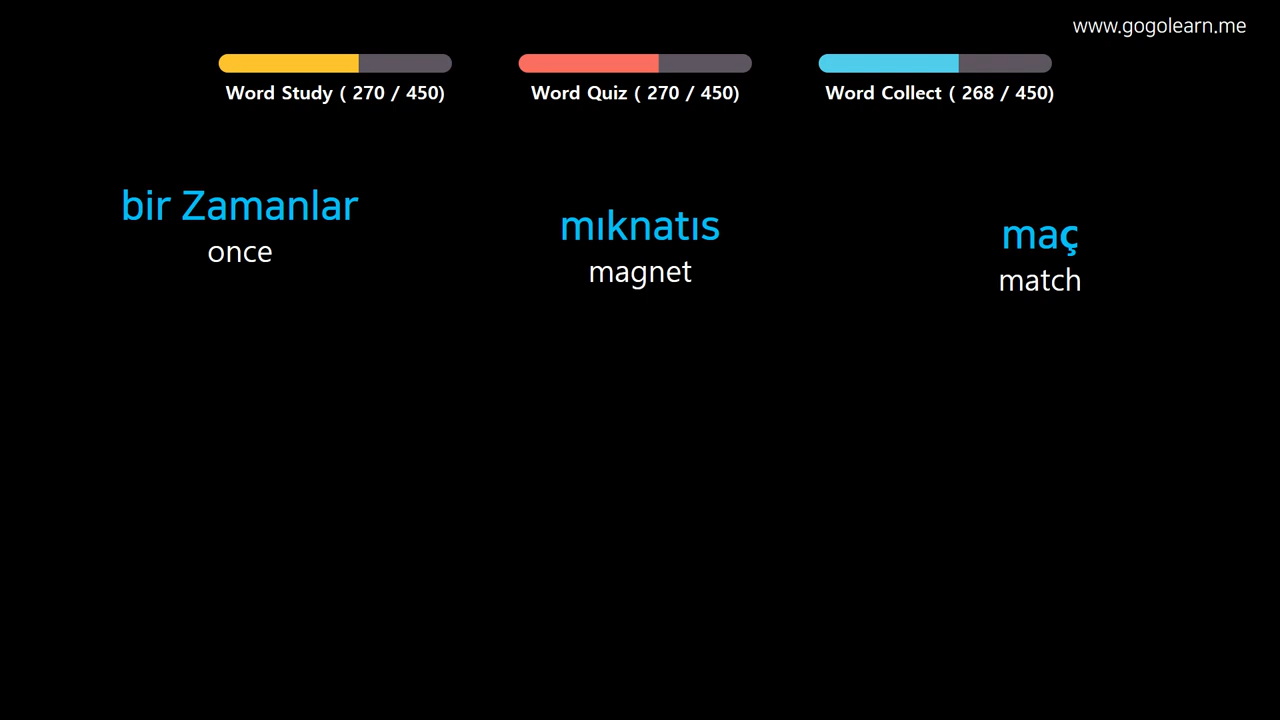 www.gogolearn.me
Word Study ( 270 / 450)
Word Quiz ( 270 / 450)
Word Collect ( 268 / 450)
bir Zamanlar
once
mıknatıs
magnet
maç
match